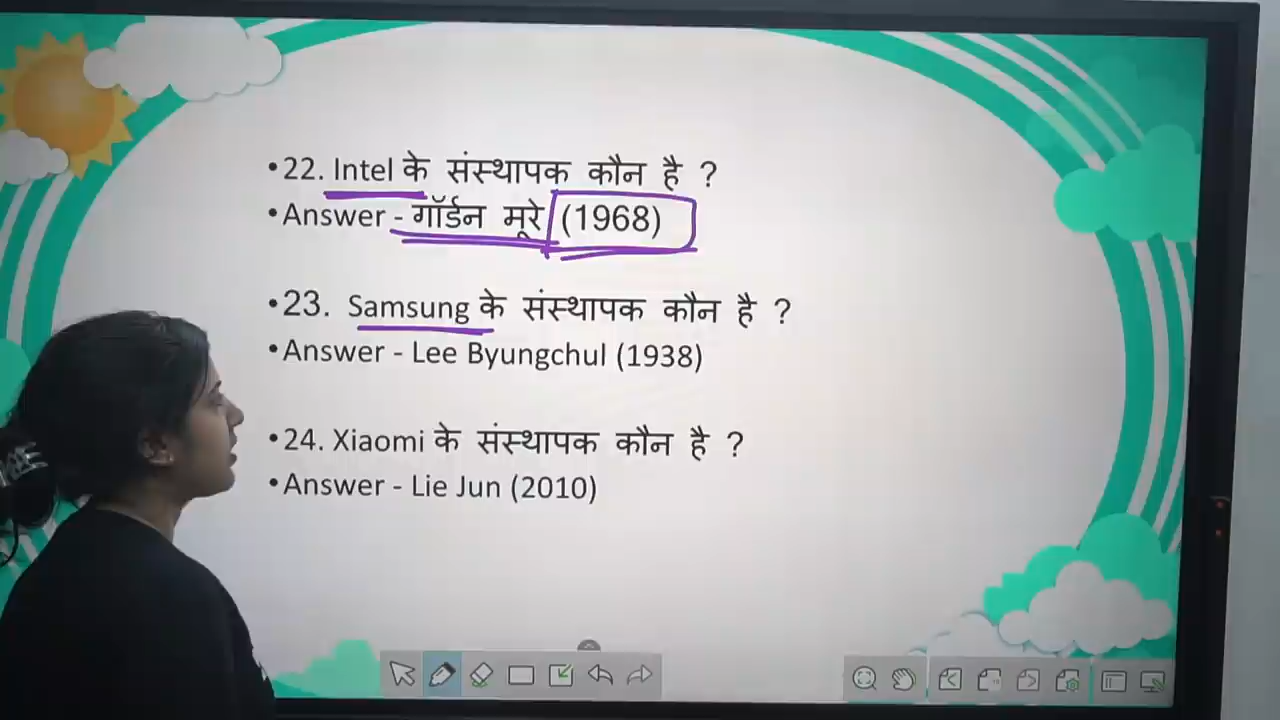 •22. Intel के संस्थापक कौन है ?
•Answer - गॉर्डन मूरे (1968)
•23. Samsung के संस्थापक कौन है ?
•Answer - Lee Byungchul (1938)
•24. Xiaomi के संस्थापक कौन है ?
•Answer - Lie Jun (2010)